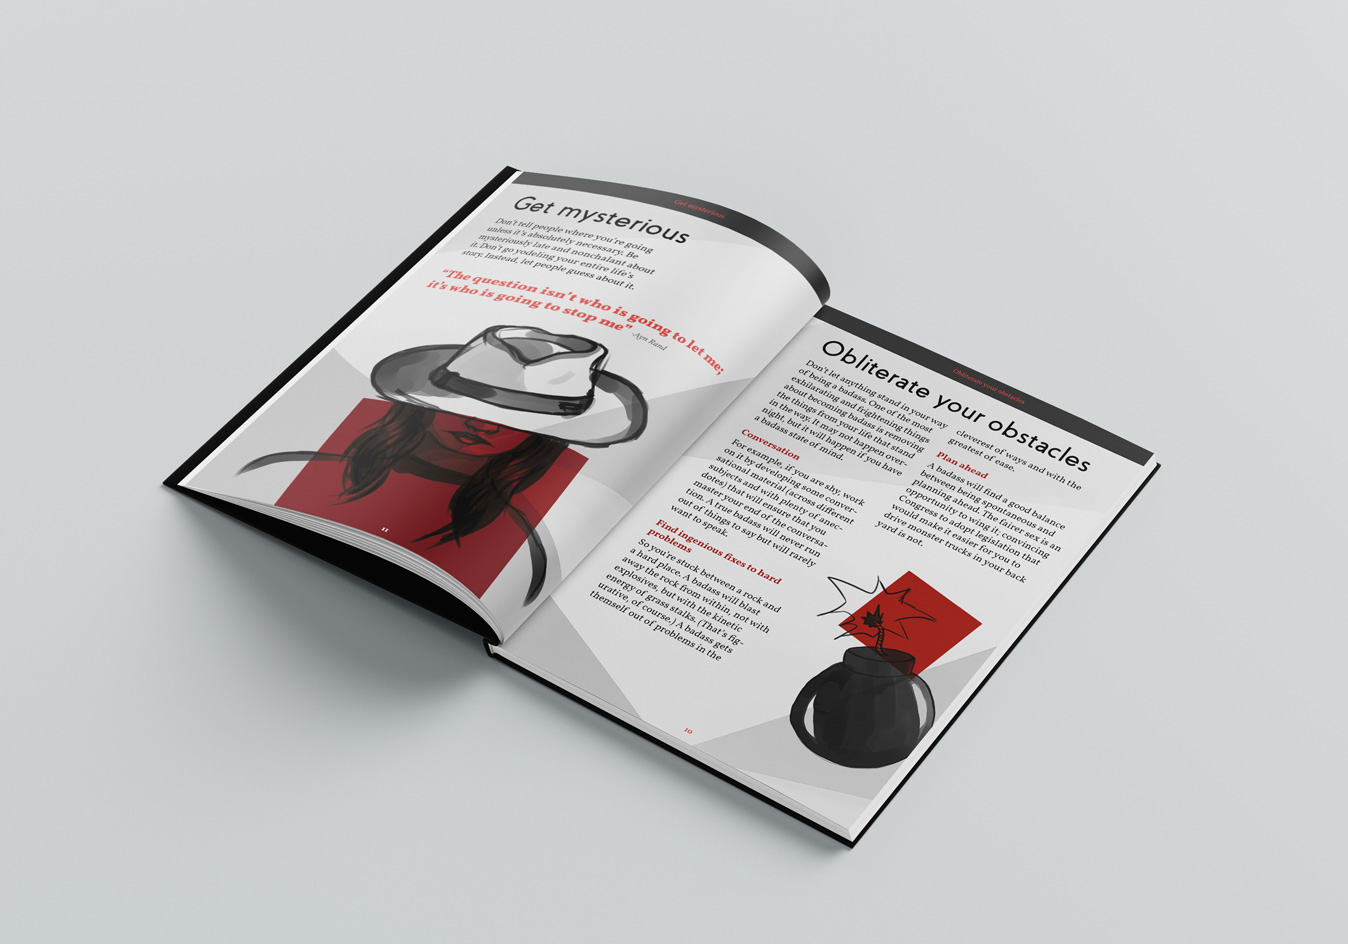 Get mysterious
Get mysterious
Don't tell people where you're going
unless it's absolutely necessary. Be
mysteriously late and nonchalant about
it. Don't go yodeling your entire life's
story. Instead, let people guess about it.
"The question isn't who is going to let me;
it's who is going to stop me"
-Ayn Rand
11
Obliterate your obstacles
Obliterate your obstacles
Don't let anything stand in your way
of being a badass. One of the most
exhilarating and frightening things
about becoming badass is removing
the things from your life that stand
in the way. It may not happen over-
night, but it will happen if you have
a badass state of mind.
Conversation
For example, if you are shy, work
on it by developing some conver-
sational material (across different
subjects and with plenty of anec-
dotes) that will ensure that you
master your end of the conversa-
tion. A true badass will never run
out of things to say but will rarely
want to speak.
Find ingenious fixes to hard
problems
So you're stuck between a rock and
a hard place. A badass will blast
away the rock from within, not with
explosives, but with the kinetic
energy of grass stalks. (That's fig-
urative, of course.) A badass gets
themself out of problems in the
cleverest of ways and with the
greatest of ease.
Plan ahead
A badass will find a good balance
between being spontaneous and
planning ahead. The fairer sex is an
opportunity to wing it; convincing
Congress to adopt legislation that
would make it easier for you to
drive monster trucks in your back
yard is not.
10